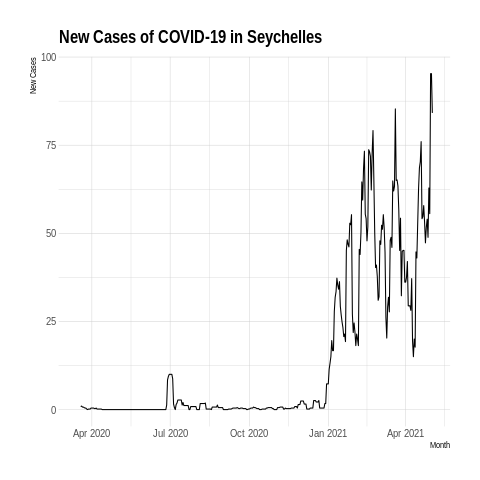 New Cases of COVID-19 in Seychelles
New Cases
100
75
50
25
0
Apr 2020 Jul 2020 Oct 2020 Jan 2021 Apr 2021
Month